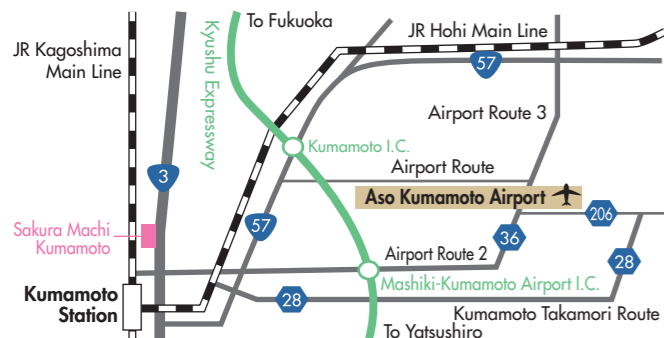 To Fukuoka
JR Kagoshima
Main Line
Kyushu Expressway
JR Hohi Main Line
57
Airport Route 3
Kumamoto I.C.
Airport Route
3
Aso Kumamoto Airport
206
Sakura Machi
Kumamoto
57
36
Airport Route 2
28
Mashiki-Kumamoto Airport I.C.
Kumamoto
Station
28
Kumamoto Takamori Route
To Yatsushiro